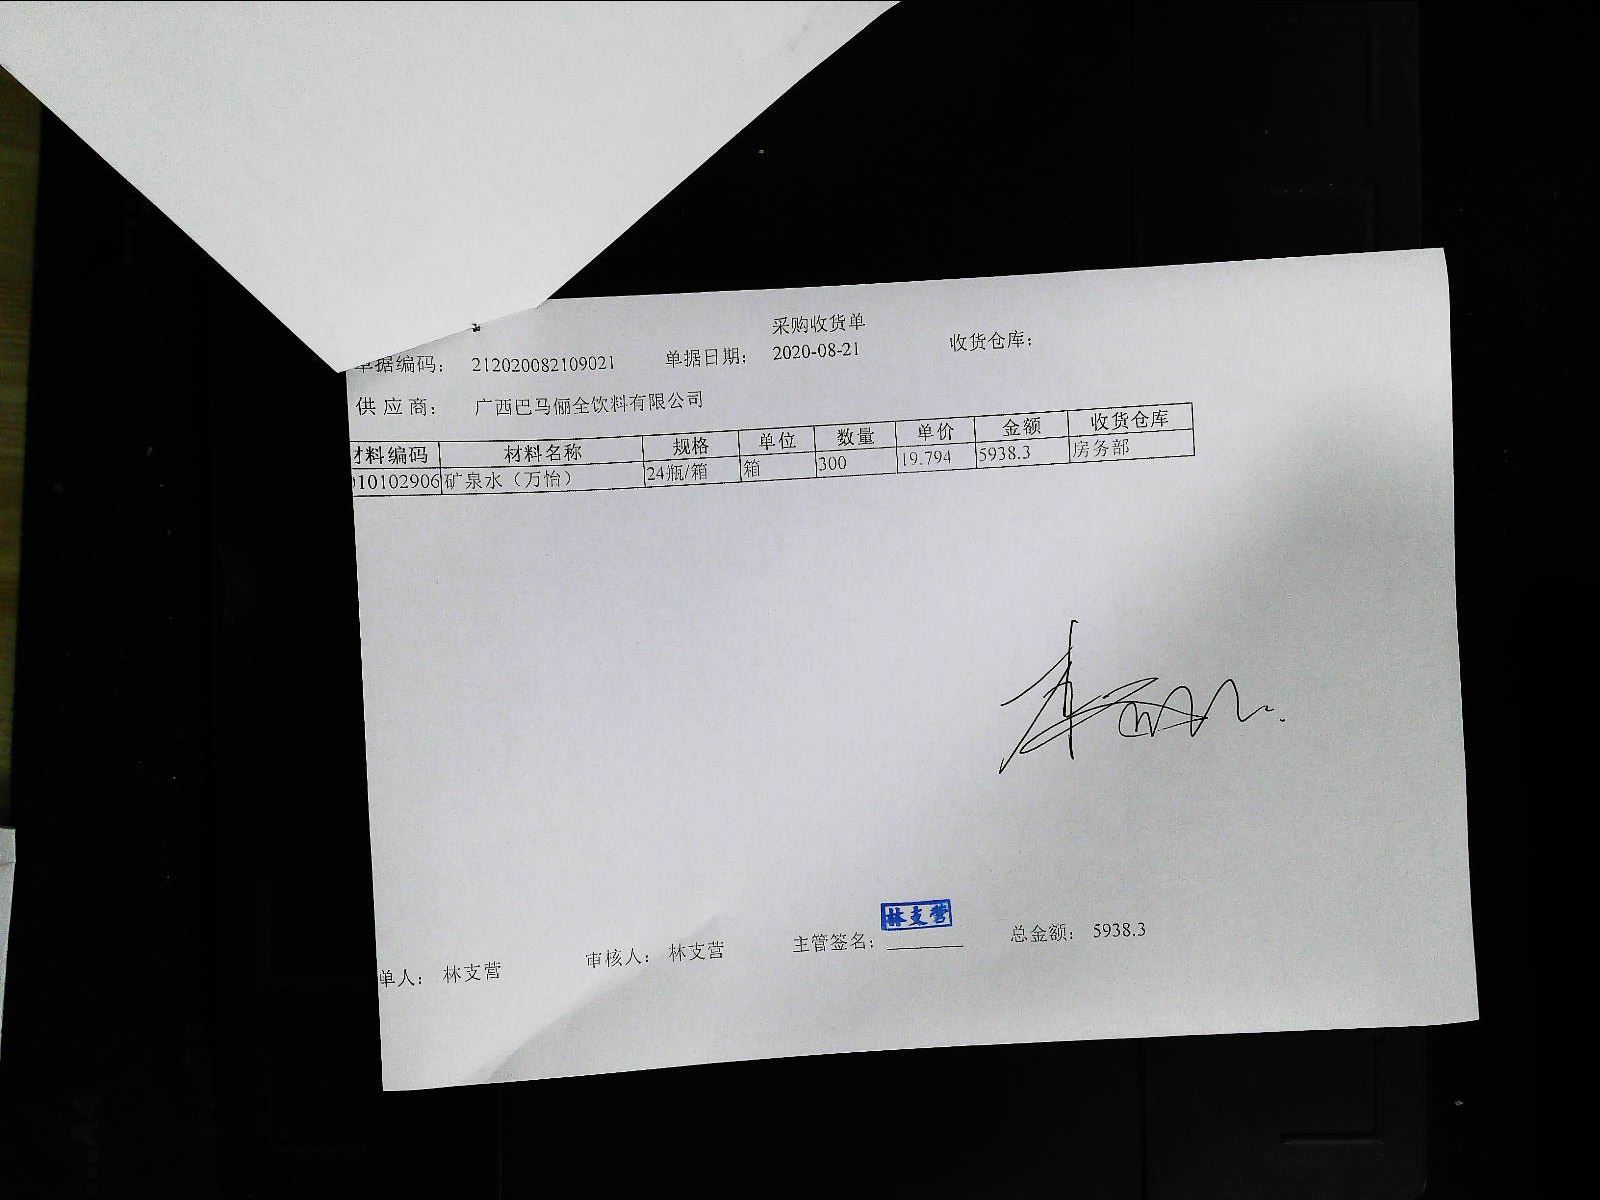 采购收货单
单据编码： 212020082109021 单据日期： 2020-08-21 收货仓库：
供 应 商： 广西巴马俪全饮料有限公司
材料编码 材料名称 规格 单位 数量 单价 金额 收货仓库
10102906 矿泉水（万怡） 24瓶/箱 箱 300 19.794 5938.3 房务部
林支营
单人： 林支营 审核人： 林支营 主管签名： 总金额： 5938.3